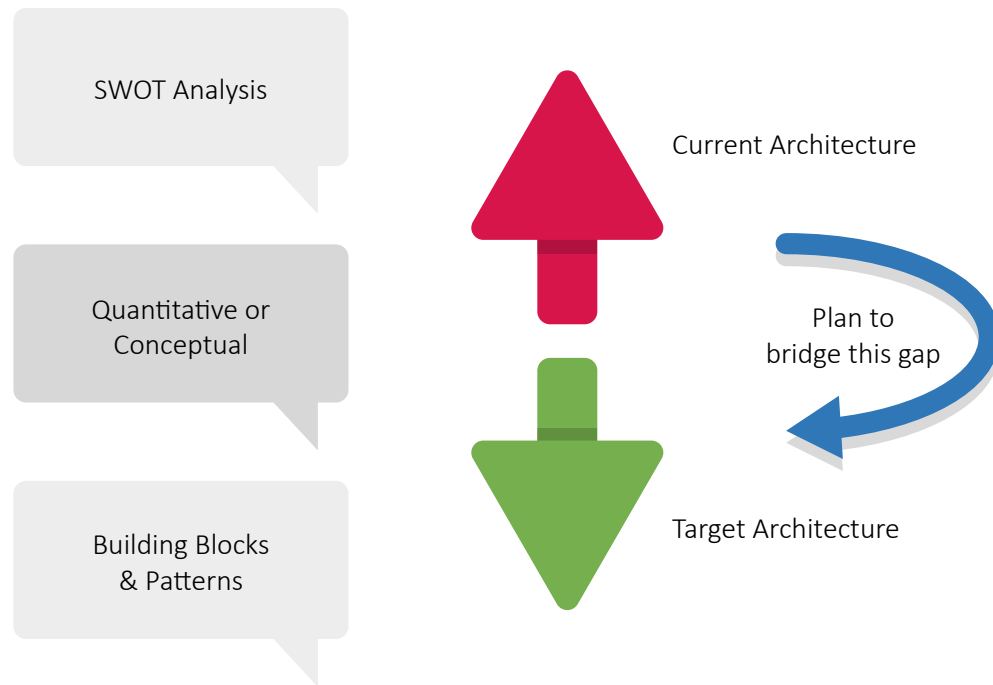 SWOT Analysis
Quantitative or
Conceptual
Building Blocks
& Patterns
Current Architecture
Plan to
bridge this gap
Target Architecture